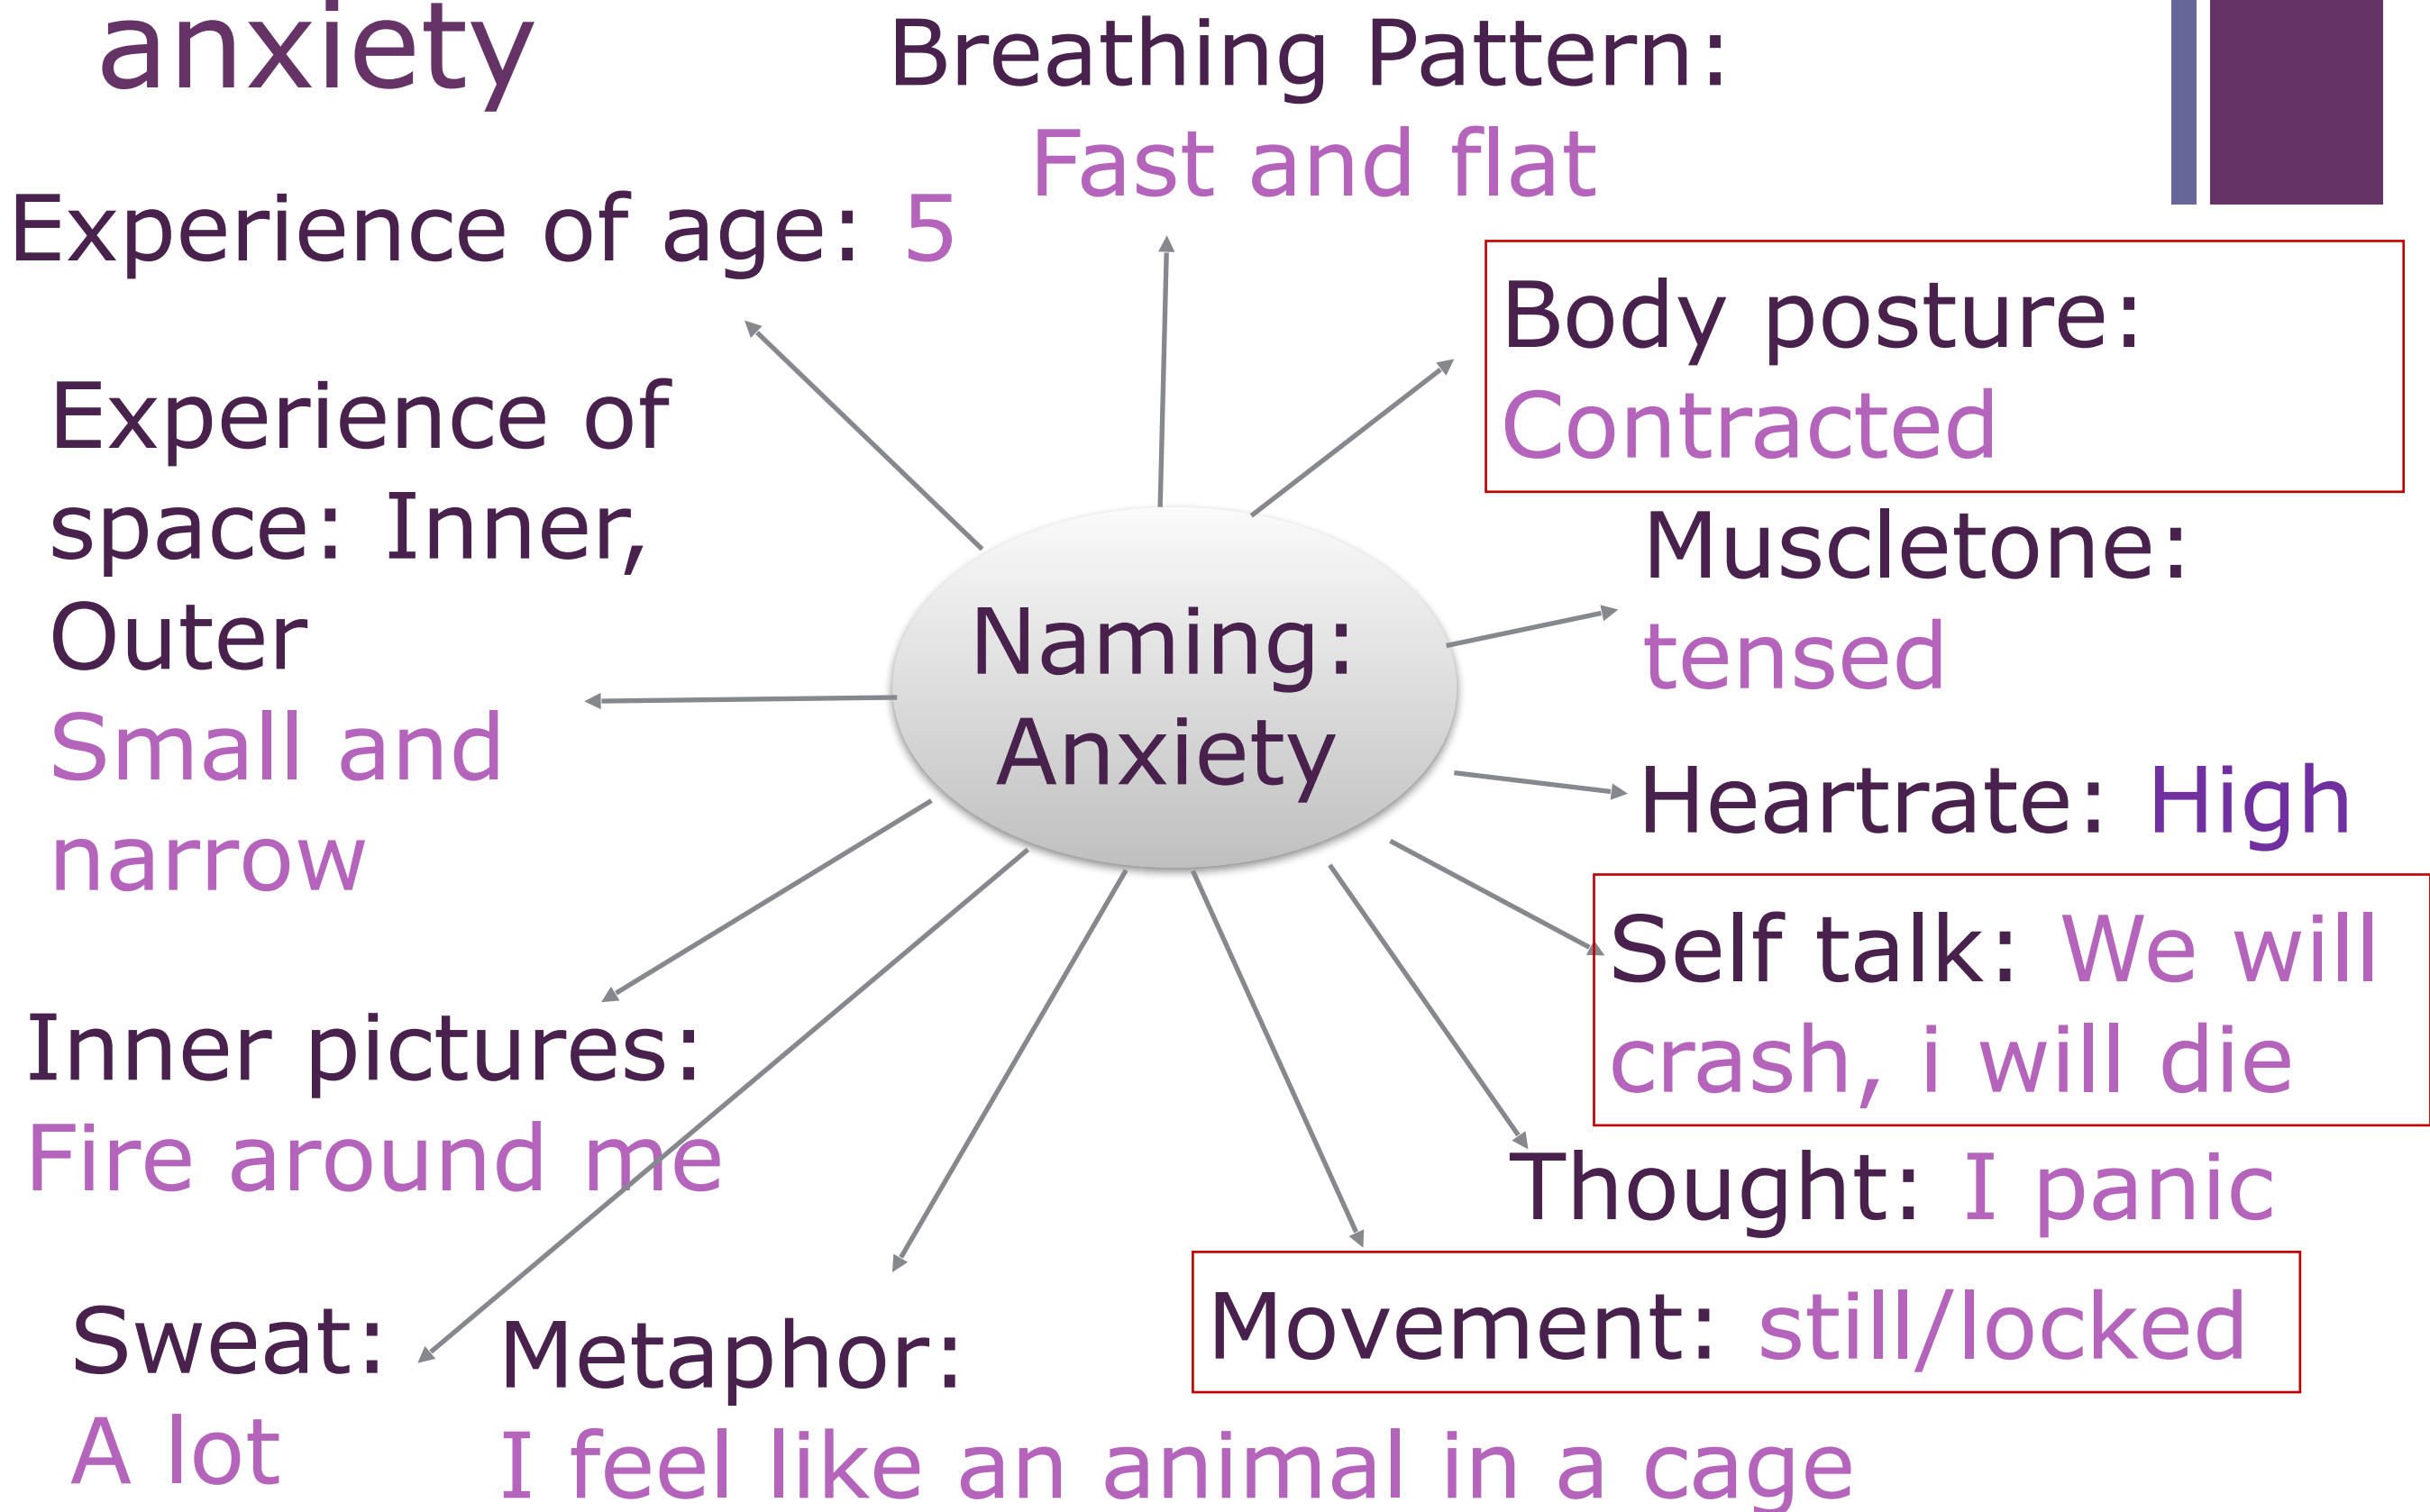 anxiety
Breathing Pattern:
Fast and flat
Experience of age: 5
Body posture:
Contracted
Experience of
space: Inner,
Outer
Small and
narrow
Muscletone:
tensed
Naming:
Anxiety
Heartrate: High
Self talk: We will
crash, i will die
Inner pictures:
Fire around me
Thought: I panic
Movement: still/locked
Sweat:
A lot
Metaphor:
I feel like an animal in a cage